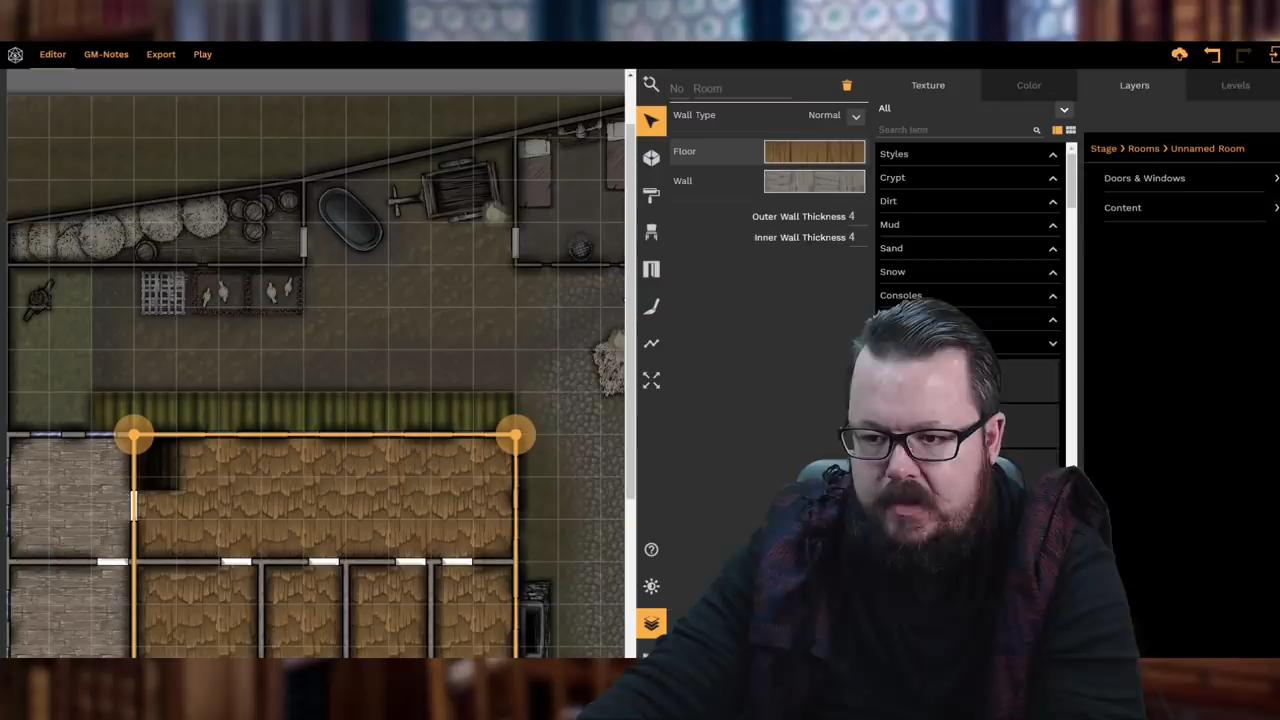 Editor
GM-Notes
Export
Play
No Room
Wall Type Normal
Floor
Wall
Outer Wall Thickness 4
Inner Wall Thickness 4
Texture
Color
All
Search term
Styles
Crypt
Dirt
Mud
Sand
Snow
Consoles
Layers
Levels
Stage > Rooms > Unnamed Room
Doors & Windows
Content